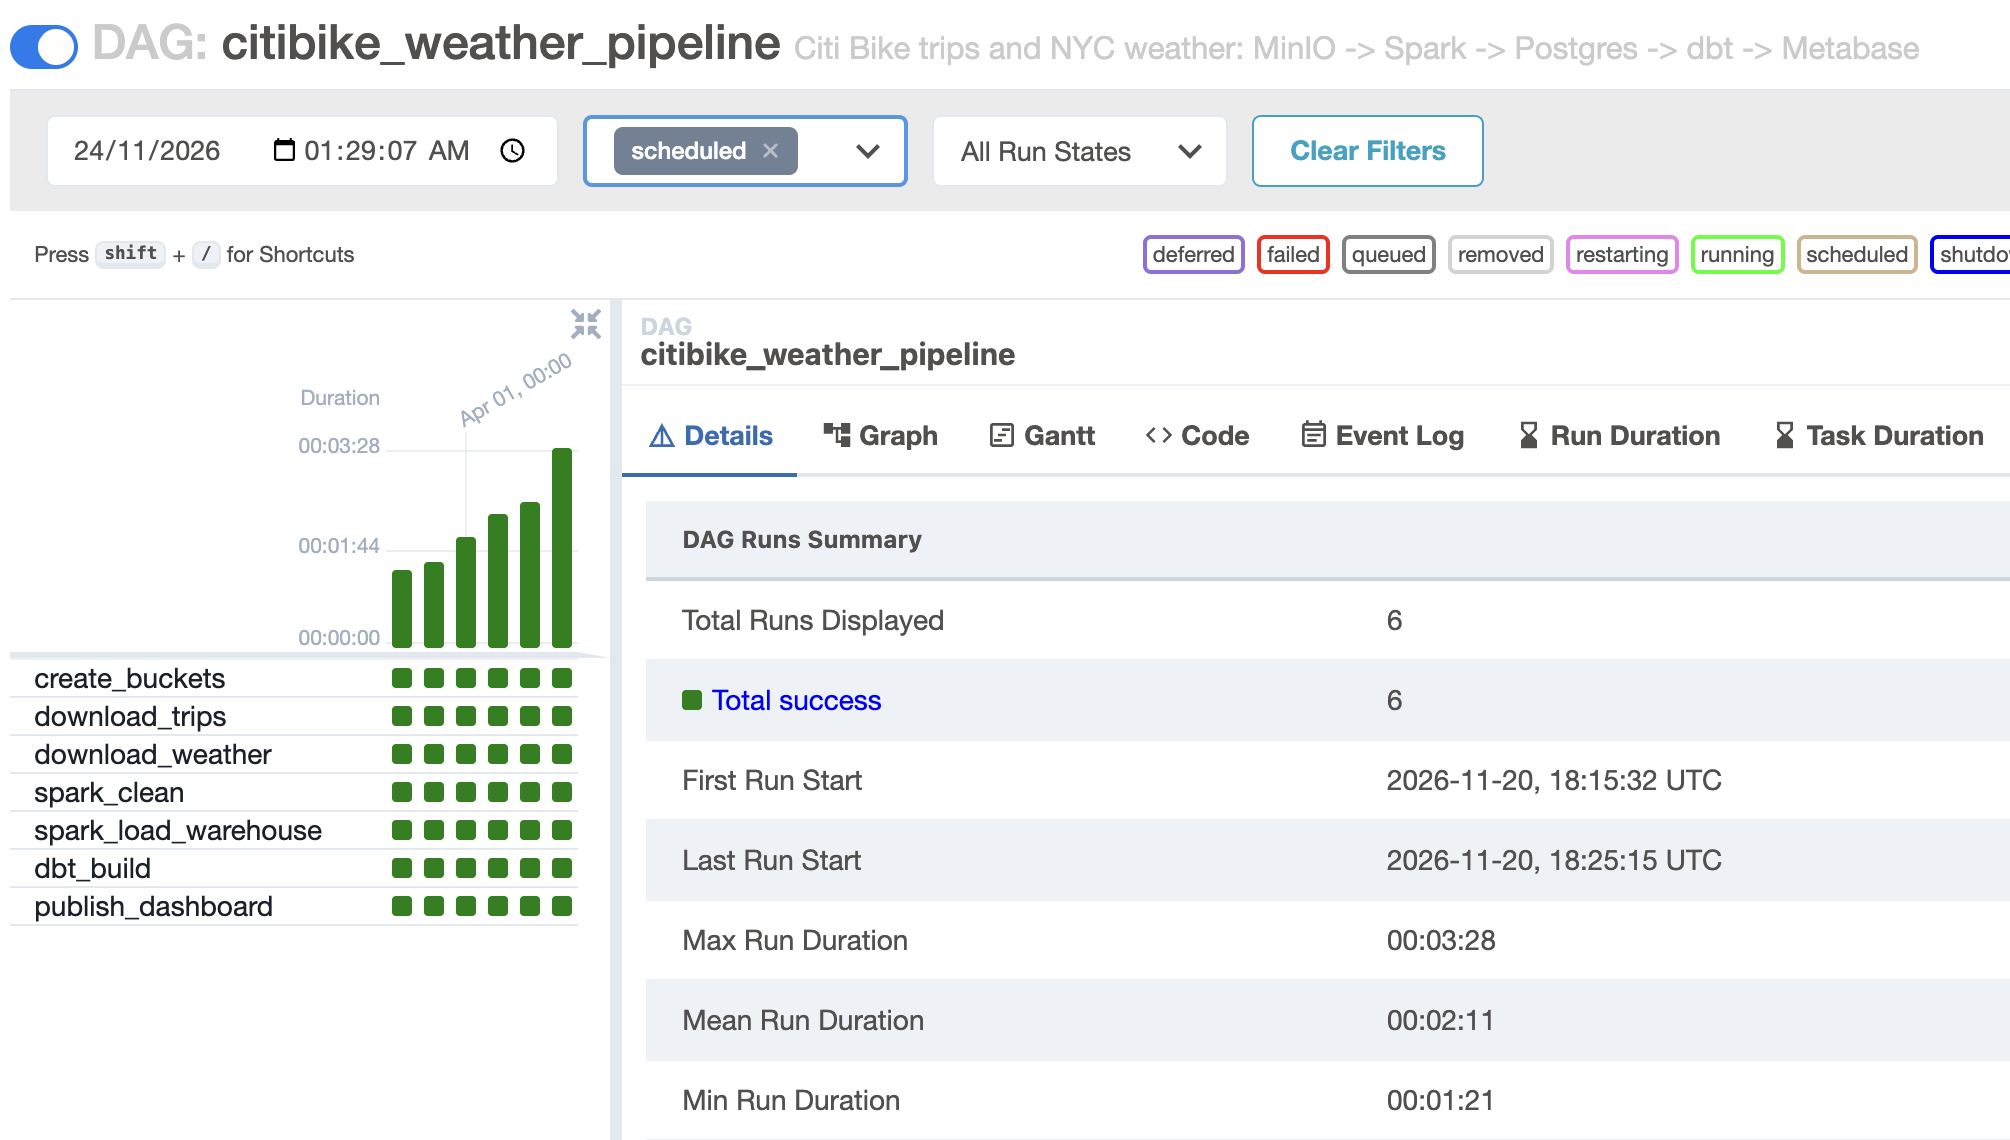 DAG: citibike_weather_pipeline Citi Bike trips and NYC weather: MinIO -> Spark -> Postgres -> dbt -> Metabase
24/11/2026 01:29:07 AM
scheduled ×
All Run States
Clear Filters
Press shift + / for Shortcuts
deferred failed queued removed restarting running scheduled shutdo
DAG
citibike_weather_pipeline
Apr 01, 00:00
Duration
00:03:28
00:01:44
00:00:00
create_buckets
download_trips
download_weather
spark_clean
spark_load_warehouse
dbt_build
publish_dashboard
Details Graph Gantt <> Code Event Log Run Duration Task Duration
DAG Runs Summary
Total Runs Displayed 6
Total success 6
First Run Start 2026-11-20, 18:15:32 UTC
Last Run Start 2026-11-20, 18:25:15 UTC
Max Run Duration 00:03:28
Mean Run Duration 00:02:11
Min Run Duration 00:01:21